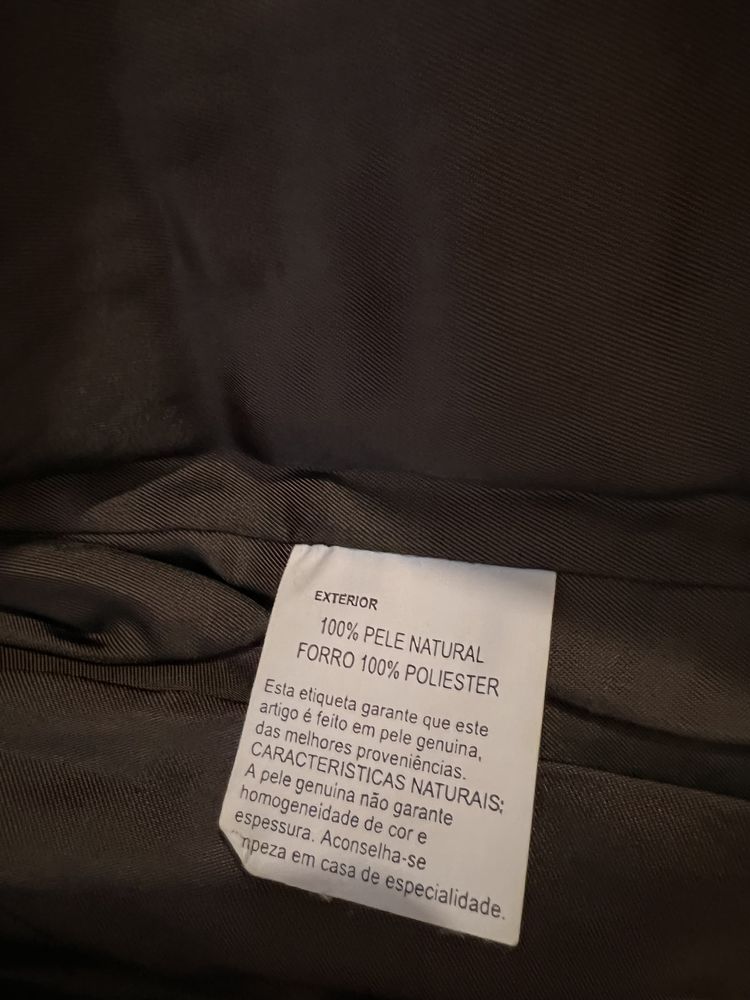 EXTERIOR
100% PELE NATURAL
FORRO 100% POLIESTER
Esta etiqueta garante que este
artigo é feito em pele genuina,
das melhores proveniências.
CARACTERISTICAS NATURAIS:
A pele genuina não garante
homogeneidade de cor e
espessura. Aconselha-se
npeza em casa de especialidade.